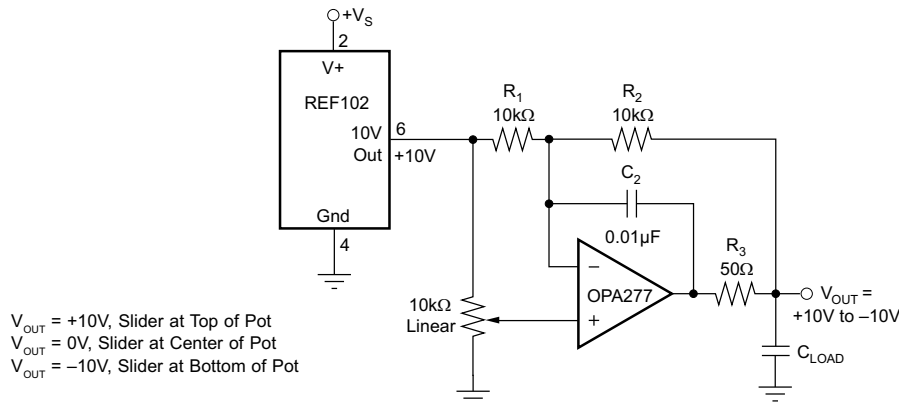 +V_S
2
V+
REF102
10V
Out
6
+10V
Gnd
4
R_1
10kΩ
R_2
10kΩ
C_2
0.01µF
R_3
50Ω
–
OPA277
+
10kΩ
Linear
V_OUT =
+10V to –10V
C_LOAD
V_OUT = +10V, Slider at Top of Pot
V_OUT = 0V, Slider at Center of Pot
V_OUT = –10V, Slider at Bottom of Pot